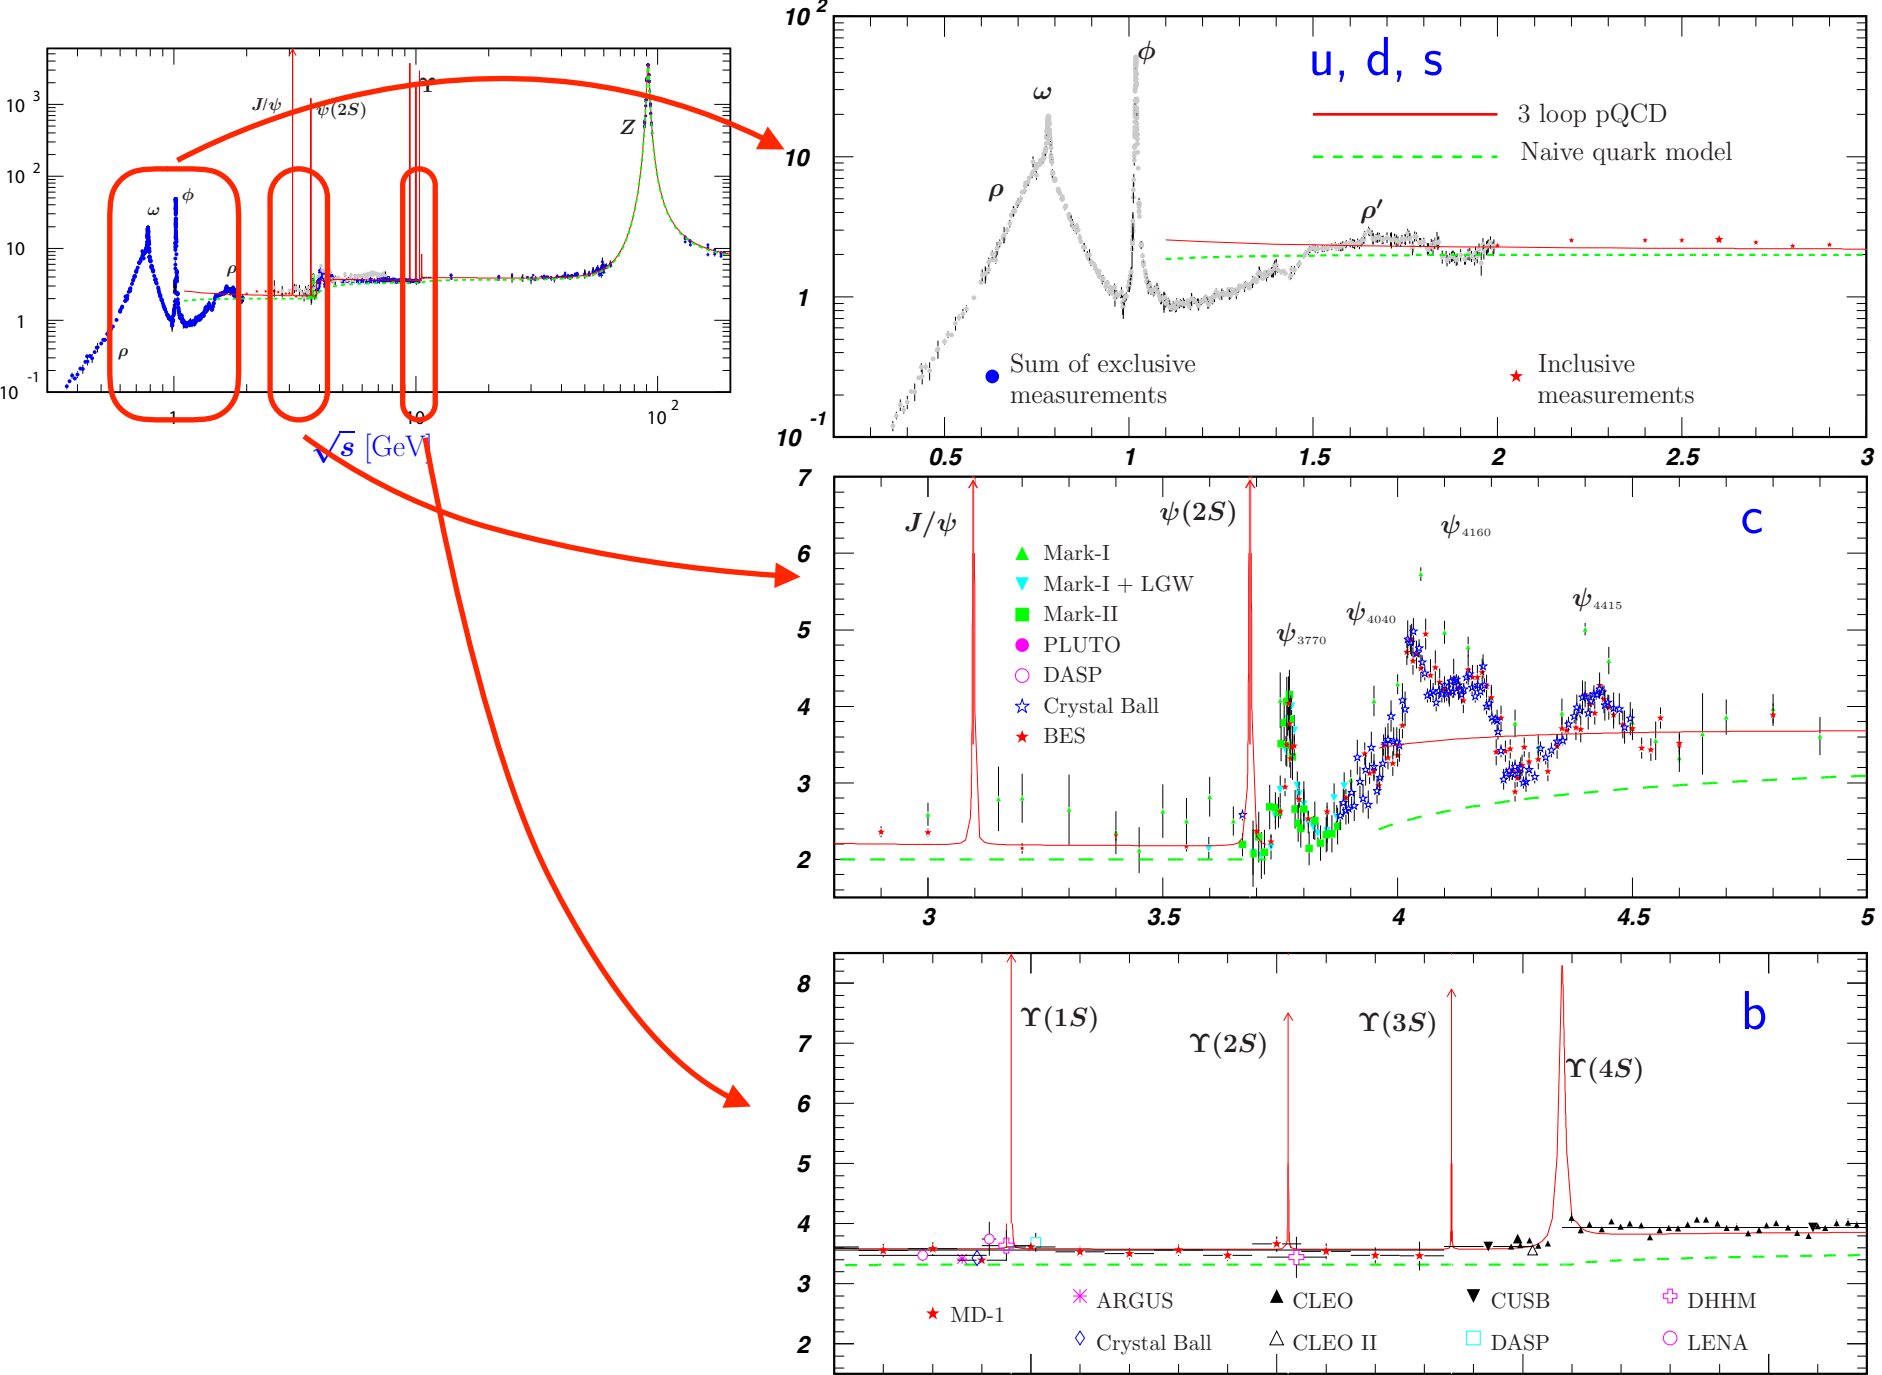 10 3
10 2
10
1
10 -1
J/ψ
ψ(2S)
ϒ
Z
ω
ϕ
ρ
ρ
1
10
10 2
√s [GeV]
10 2
10
1
10 -1
u, d, s
3 loop pQCD
Naive quark model
ρ
ω
ϕ
ρ′
Sum of exclusive
measurements
Inclusive
measurements
0.5
1
1.5
2
2.5
3
7
6
5
4
3
2
c
J/ψ
ψ(2S)
ψ3770
ψ4040
ψ4160
ψ4415
Mark-I
Mark-I + LGW
Mark-II
PLUTO
DASP
Crystal Ball
BES
3
3.5
4
4.5
5
8
7
6
5
4
3
2
b
ϒ(1S)
ϒ(2S)
ϒ(3S)
ϒ(4S)
MD-1
ARGUS
CLEO
CUSB
DHHM
Crystal Ball
CLEO II
DASP
LENA